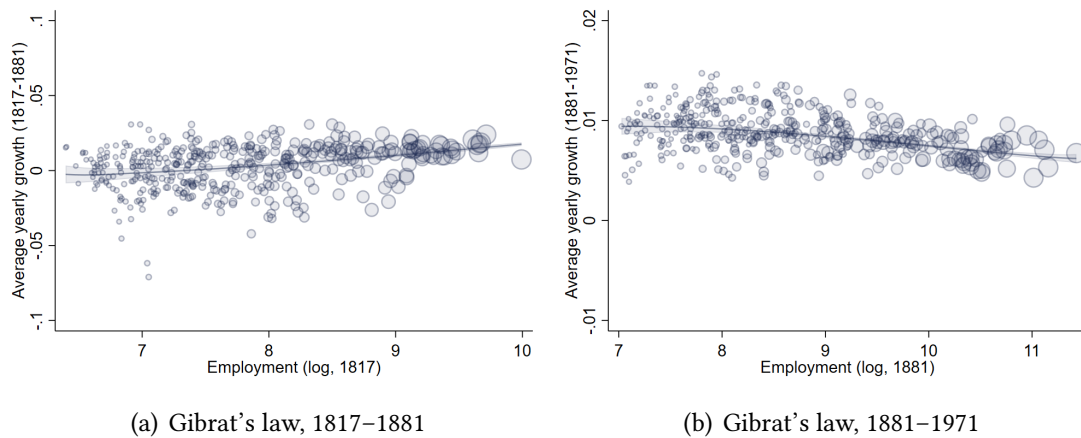 Average yearly growth (1817-1881)
.1
.05
0
-.05
-.1
7 8 9 10
Employment (log, 1817)
(a) Gibrat's law, 1817–1881
Average yearly growth (1881-1971)
.02
.01
0
-.01
7 8 9 10 11
Employment (log, 1881)
(b) Gibrat's law, 1881–1971